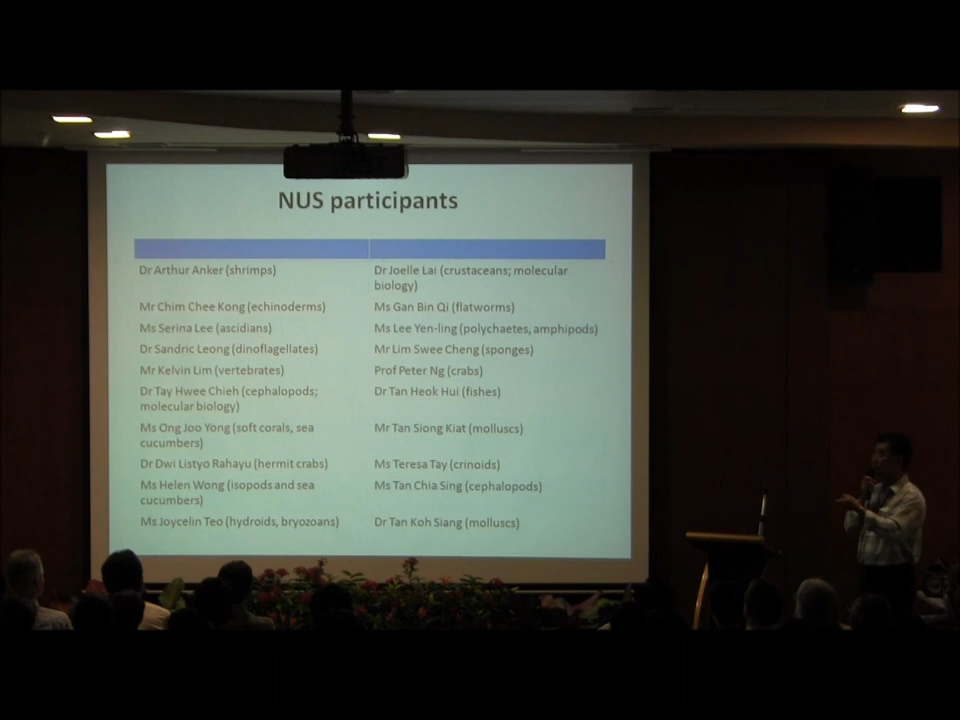 NUS participants
Dr Arthur Anker (shrimps)
Dr Joelle Lai (crustaceans; molecular
biology)
Mr Chim Chee Kong (echinoderms)
Ms Gan Bin Qi (flatworms)
Ms Serina Lee (ascidians)
Ms Lee Yen-ling (polychaetes, amphipods)
Dr Sandric Leong (dinoflagellates)
Mr Lim Swee Cheng (sponges)
Mr Kelvin Lim (vertebrates)
Prof Peter Ng (crabs)
Dr Tay Hwee Chieh (cephalopods;
molecular biology)
Dr Tan Heok Hui (fishes)
Ms Ong Joo Yong (soft corals, sea
cucumbers)
Mr Tan Siong Kiat (molluscs)
Dr Dwi Listyo Rahayu (hermit crabs)
Ms Teresa Tay (crinoids)
Ms Helen Wong (isopods and sea
cucumbers)
Ms Tan Chia Sing (cephalopods)
Ms Joycelin Teo (hydroids, bryozoans)
Dr Tan Koh Siang (molluscs)